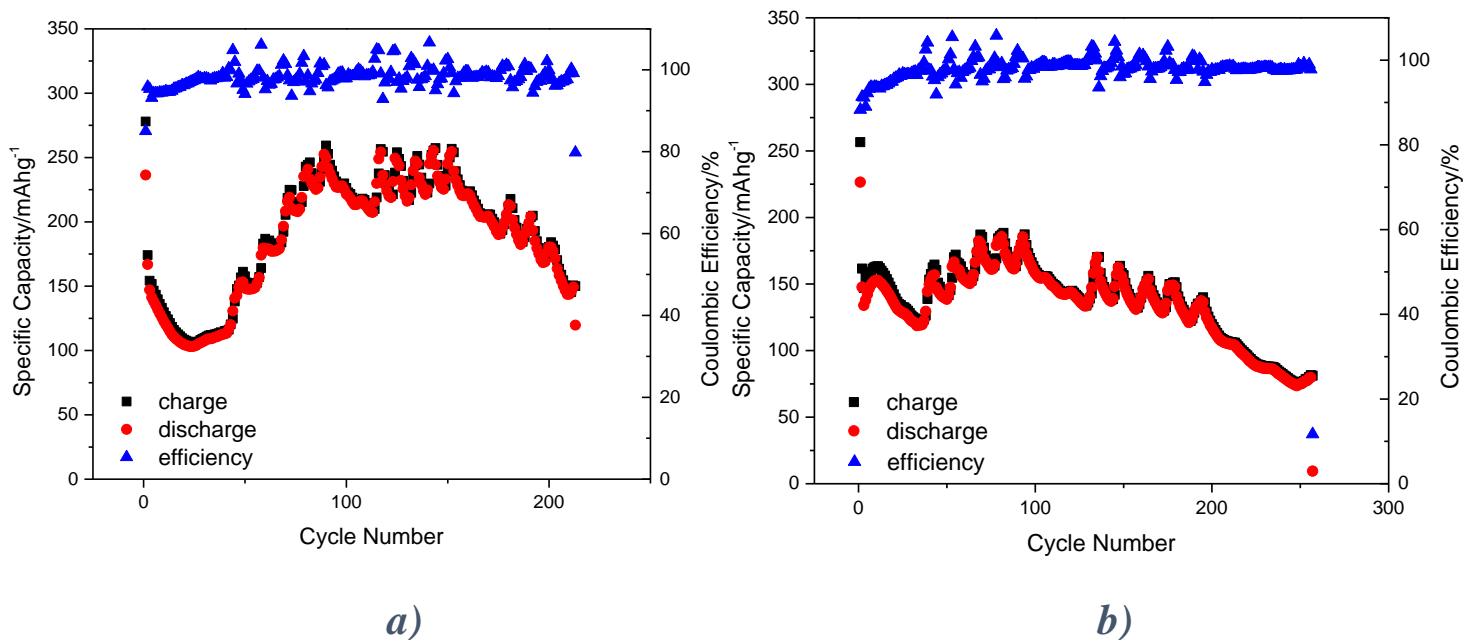 350
300
250
200
150
100
50
0
Specific Capacity/mAhg⁻¹
charge
discharge
efficiency
0
100
200
Cycle Number
100
80
60
40
20
0
Coulombic Efficiency/%
a)
350
300
250
200
150
100
50
0
Specific Capacity/mAhg⁻¹
charge
discharge
efficiency
0
100
200
300
Cycle Number
100
80
60
40
20
0
Coulombic Efficiency/%
b)